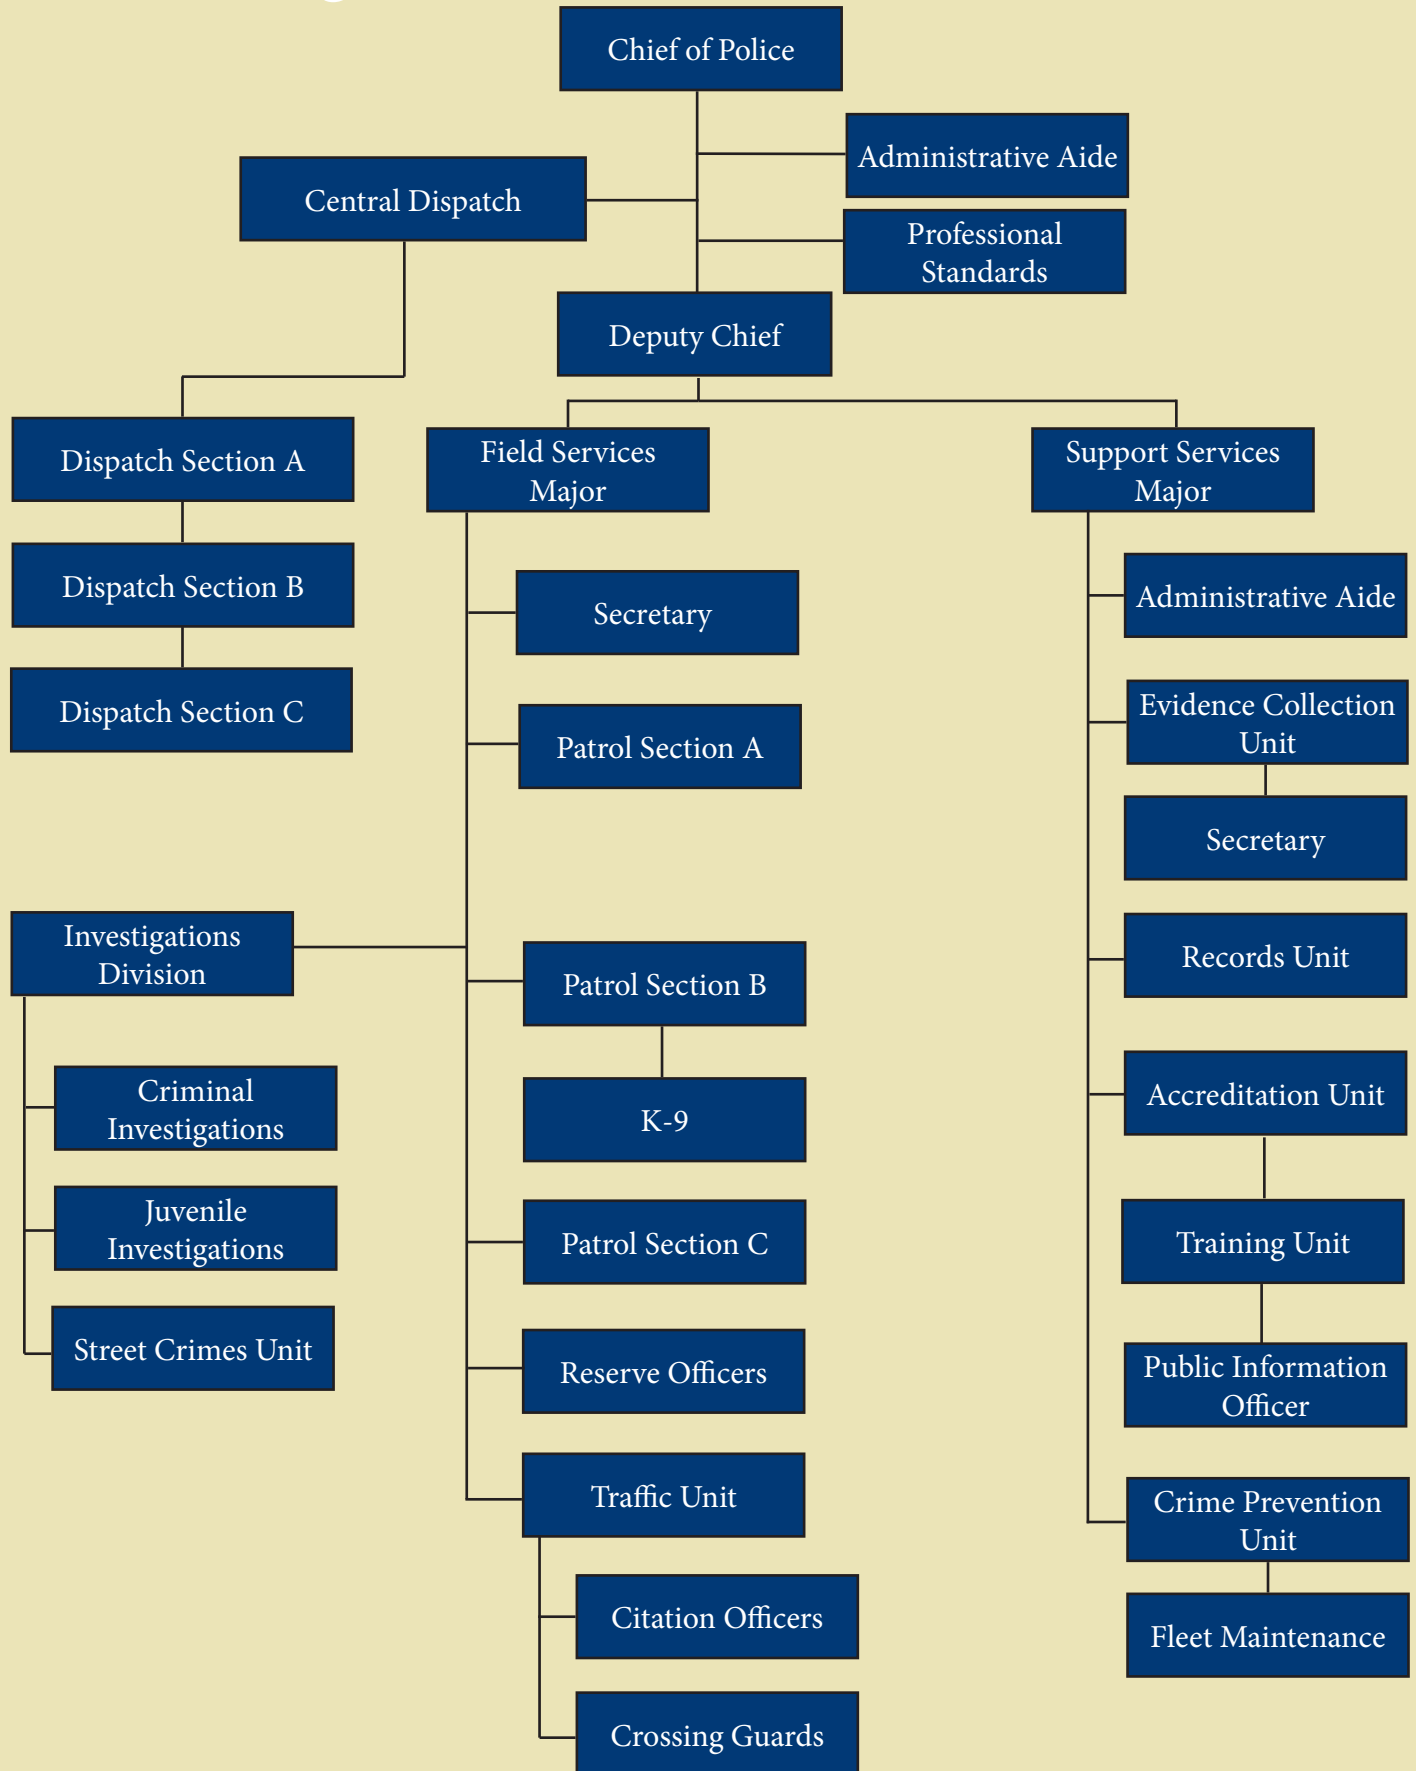 Chief of Police
Administrative Aide
Central Dispatch
Professional
Standards
Deputy Chief
Dispatch Section A
Dispatch Section B
Dispatch Section C
Field Services
Major
Secretary
Patrol Section A
Investigations
Division
Criminal
Investigations
Juvenile
Investigations
Street Crimes Unit
Patrol Section B
K-9
Patrol Section C
Reserve Officers
Traffic Unit
Citation Officers
Crossing Guards
Support Services
Major
Administrative Aide
Evidence Collection
Unit
Secretary
Records Unit
Accreditation Unit
Training Unit
Public Information
Officer
Crime Prevention
Unit
Fleet Maintenance